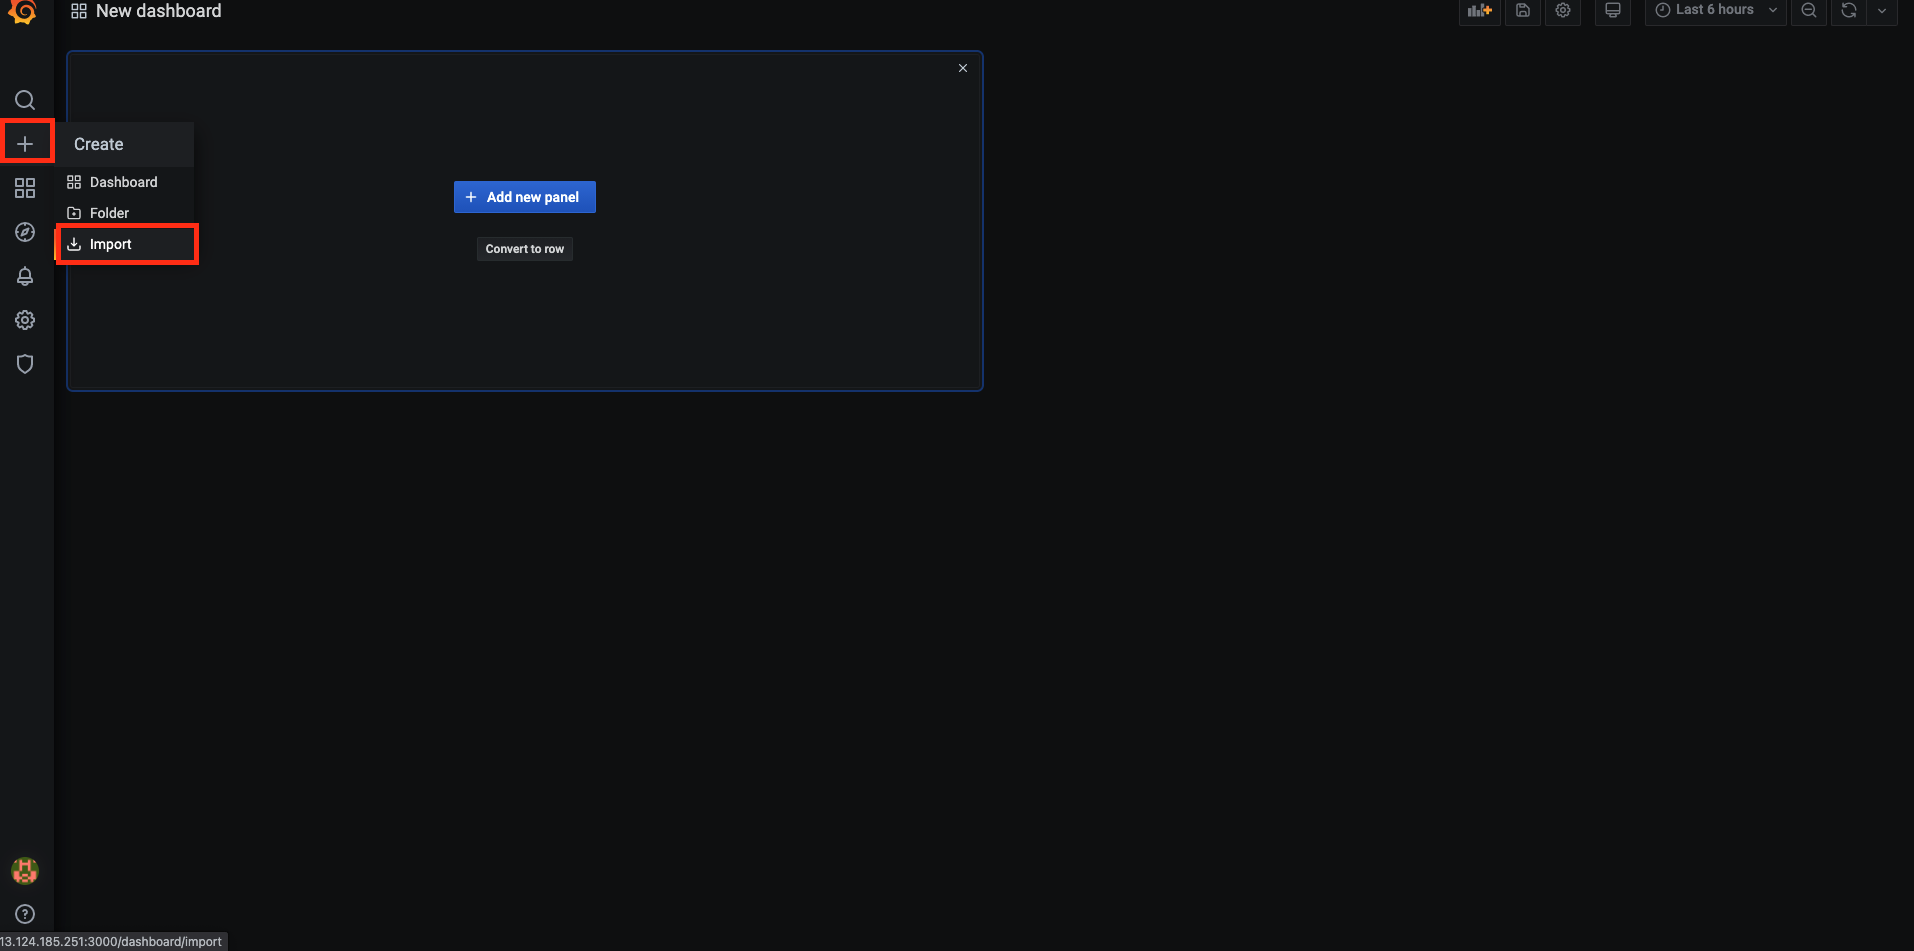 New dashboard
Last 6 hours
Create
Dashboard
Folder
Import
Add new panel
Convert to row
13.124.185.251:3000/dashboard/import